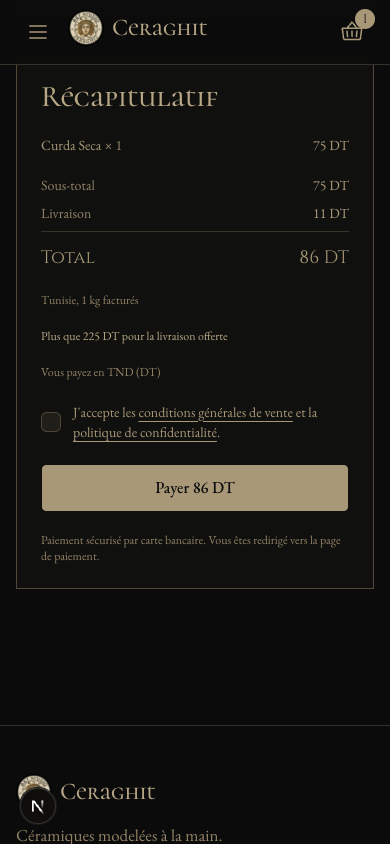 Ceraghit
1
Récapitulatif
Curda Seca × 1 75 DT
Sous-total 75 DT
Livraison 11 DT
Total 86 DT
Tunisie, 1 kg facturés
Plus que 225 DT pour la livraison offerte
Vous payez en TND (DT)
J'accepte les conditions générales de vente et la
politique de confidentialité.
Payer 86 DT
Paiement sécurisé par carte bancaire. Vous êtes redirigé vers la page
de paiement.
Ceraghit
N
Céramiques modelées à la main.